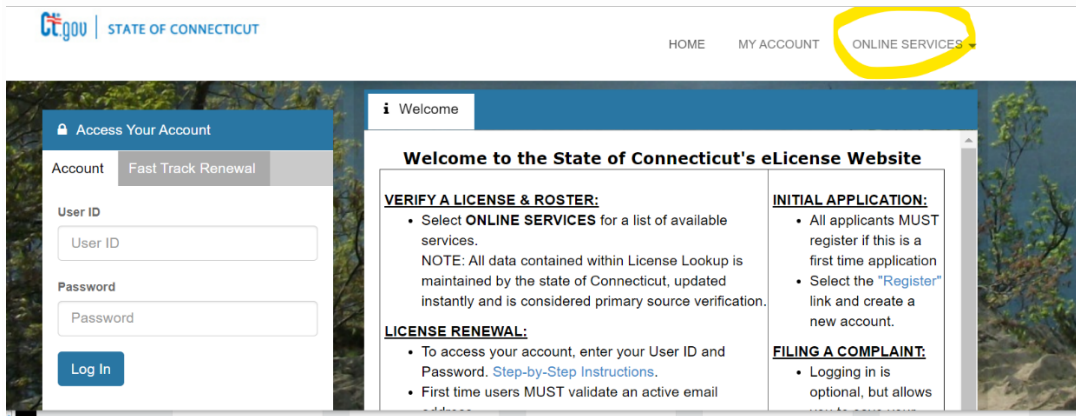 Ct.gov STATE OF CONNECTICUT
HOME MY ACCOUNT ONLINE SERVICES
Access Your Account
Account Fast Track Renewal
User ID
User ID
Password
Password
Log In
i Welcome
Welcome to the State of Connecticut's eLicense Website
VERIFY A LICENSE & ROSTER:
• Select ONLINE SERVICES for a list of available
services.
NOTE: All data contained within License Lookup is
maintained by the state of Connecticut, updated
instantly and is considered primary source verification.
LICENSE RENEWAL:
• To access your account, enter your User ID and
Password. Step-by-Step Instructions.
• First time users MUST validate an active email
INITIAL APPLICATION:
• All applicants MUST
register if this is a
first time application
• Select the "Register"
link and create a
new account.
FILING A COMPLAINT:
• Logging in is
optional, but allows